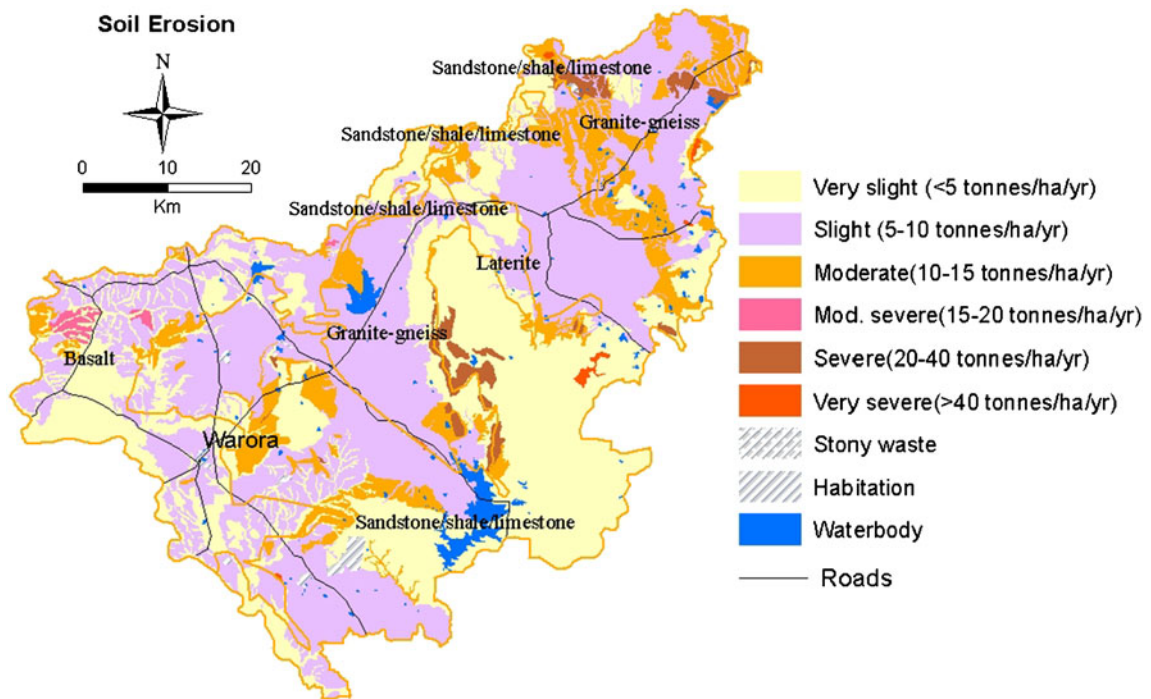 Soil Erosion
N
0 10 20
Km
Sandstone/shale/limestone
Granite-gneiss
Sandstone/shale/limestone
Sandstone/shale/limestone
Laterite
Granite-gneiss
Basalt
Warora
Sandstone/shale/limestone
Very slight (<5 tonnes/ha/yr)
Slight (5-10 tonnes/ha/yr)
Moderate(10-15 tonnes/ha/yr)
Mod. severe(15-20 tonnes/ha/yr)
Severe(20-40 tonnes/ha/yr)
Very severe(>40 tonnes/ha/yr)
Stony waste
Habitation
Waterbody
Roads